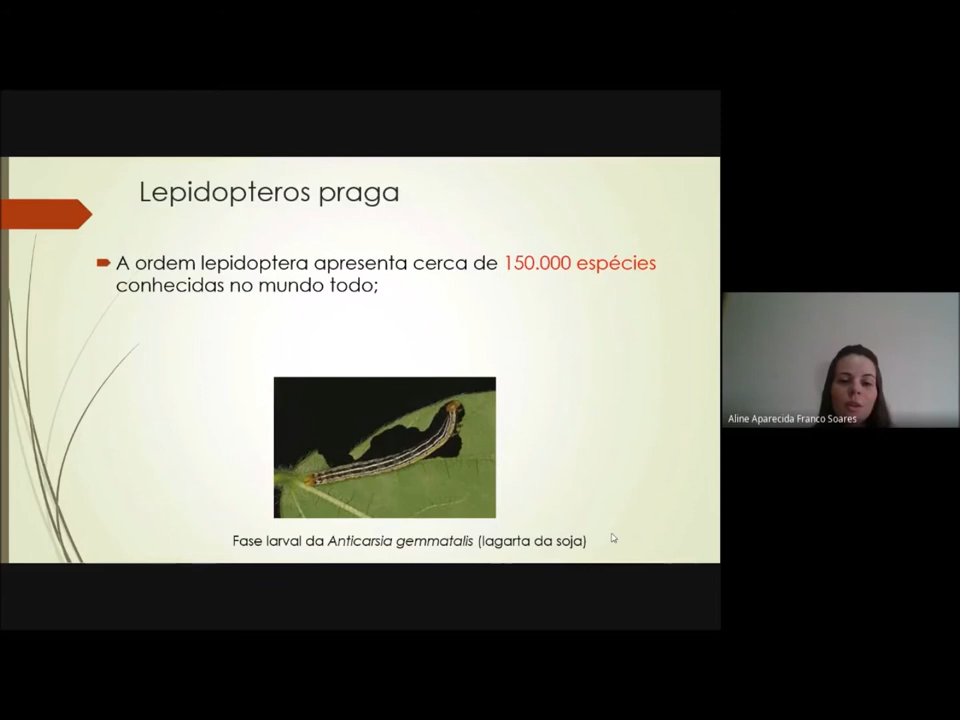 Lepidopteros praga
A ordem lepidoptera apresenta cerca de 150.000 espécies
conhecidas no mundo todo;
Fase larval da Anticarsia gemmatalis (lagarta da soja)
Aline Aparecida Franco Soares